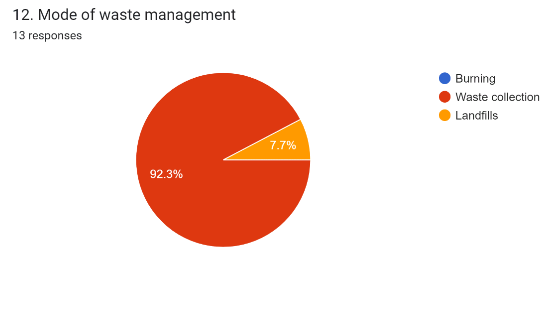 12. Mode of waste management
13 responses
Burning
Waste collection
Landfills
7.7%
92.3%